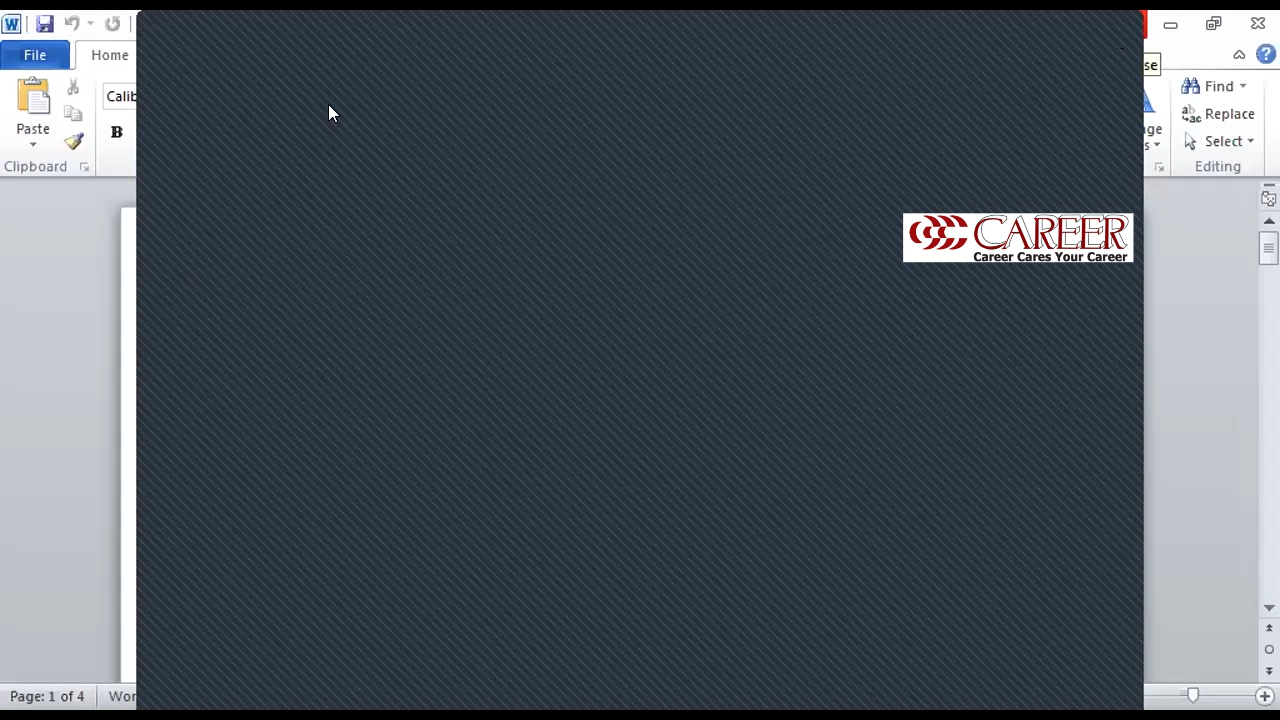 File
Home
se
Calib
Find
Paste
B
Replace
ge
s
Select
Clipboard
Editing
CAREER
Career Cares Your Career
Page: 1 of 4
Wor